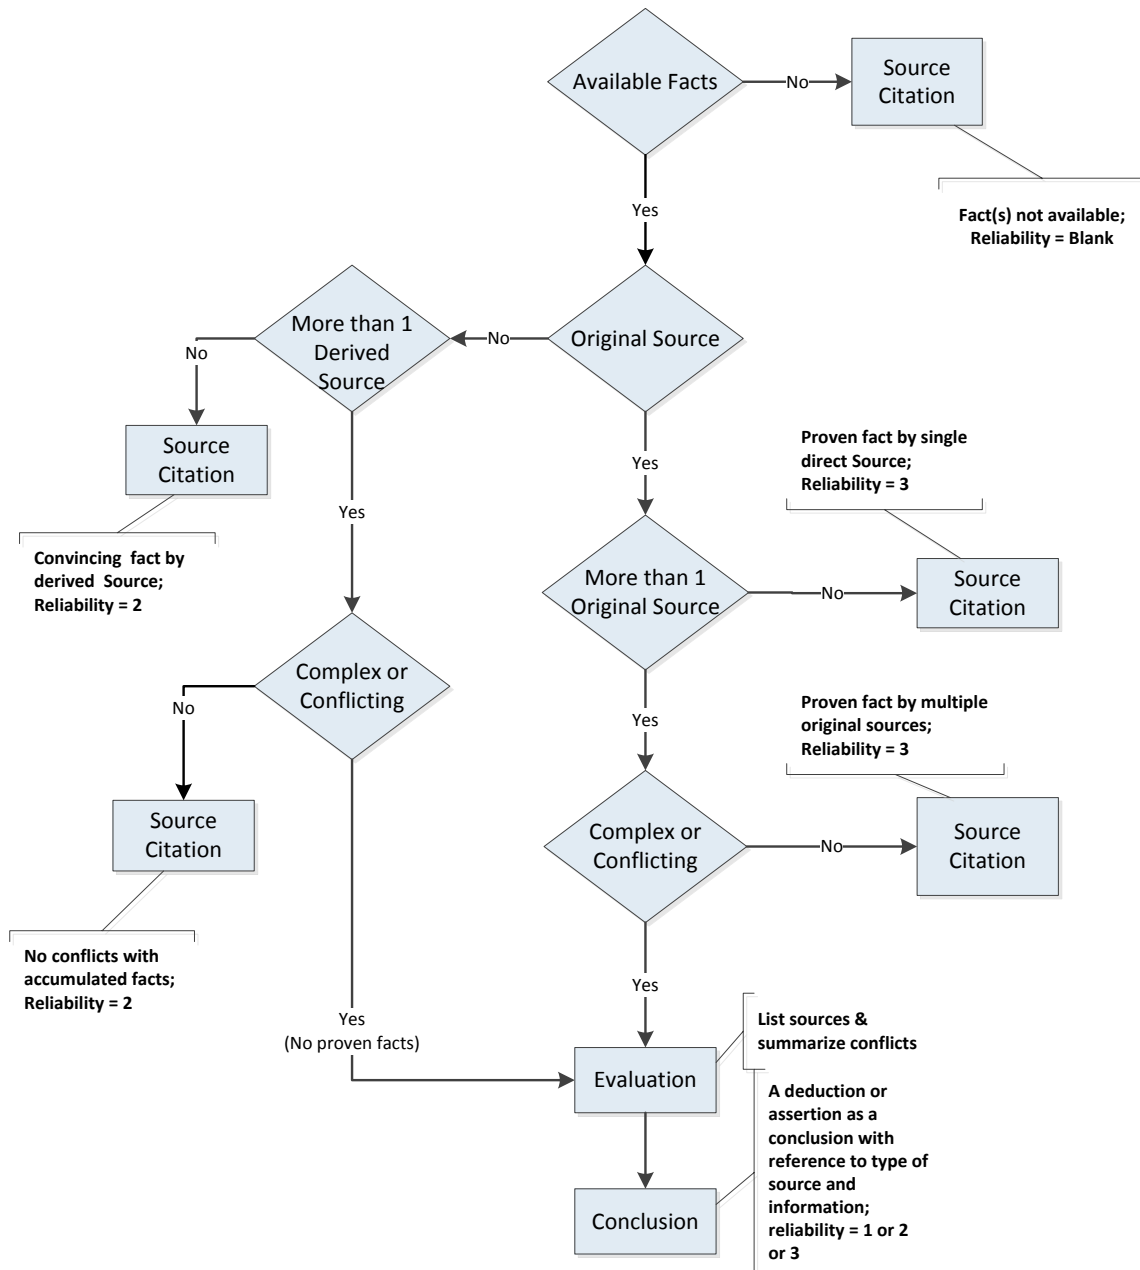 Available Facts
No
Source
Citation
Fact(s) not available;
Reliability = Blank
Yes
Original Source
No
More than 1
Derived
Source
No
Source
Citation
Convincing  fact by
derived  Source;
Reliability = 2
Yes
Yes
Proven fact by single
direct Source;
Reliability = 3
More than 1
Original Source
No
Source
Citation
Complex or
Conflicting
No
Source
Citation
No conflicts with
accumulated facts;
Reliability = 2
Yes
Proven fact by multiple
original sources;
Reliability = 3
Complex or
Conflicting
No
Source
Citation
Yes
Yes
(No proven facts)
List sources &
summarize conflicts
Evaluation
A deduction or
assertion as a
conclusion with
reference to type of
source and
information;
reliability = 1 or 2
or 3
Conclusion